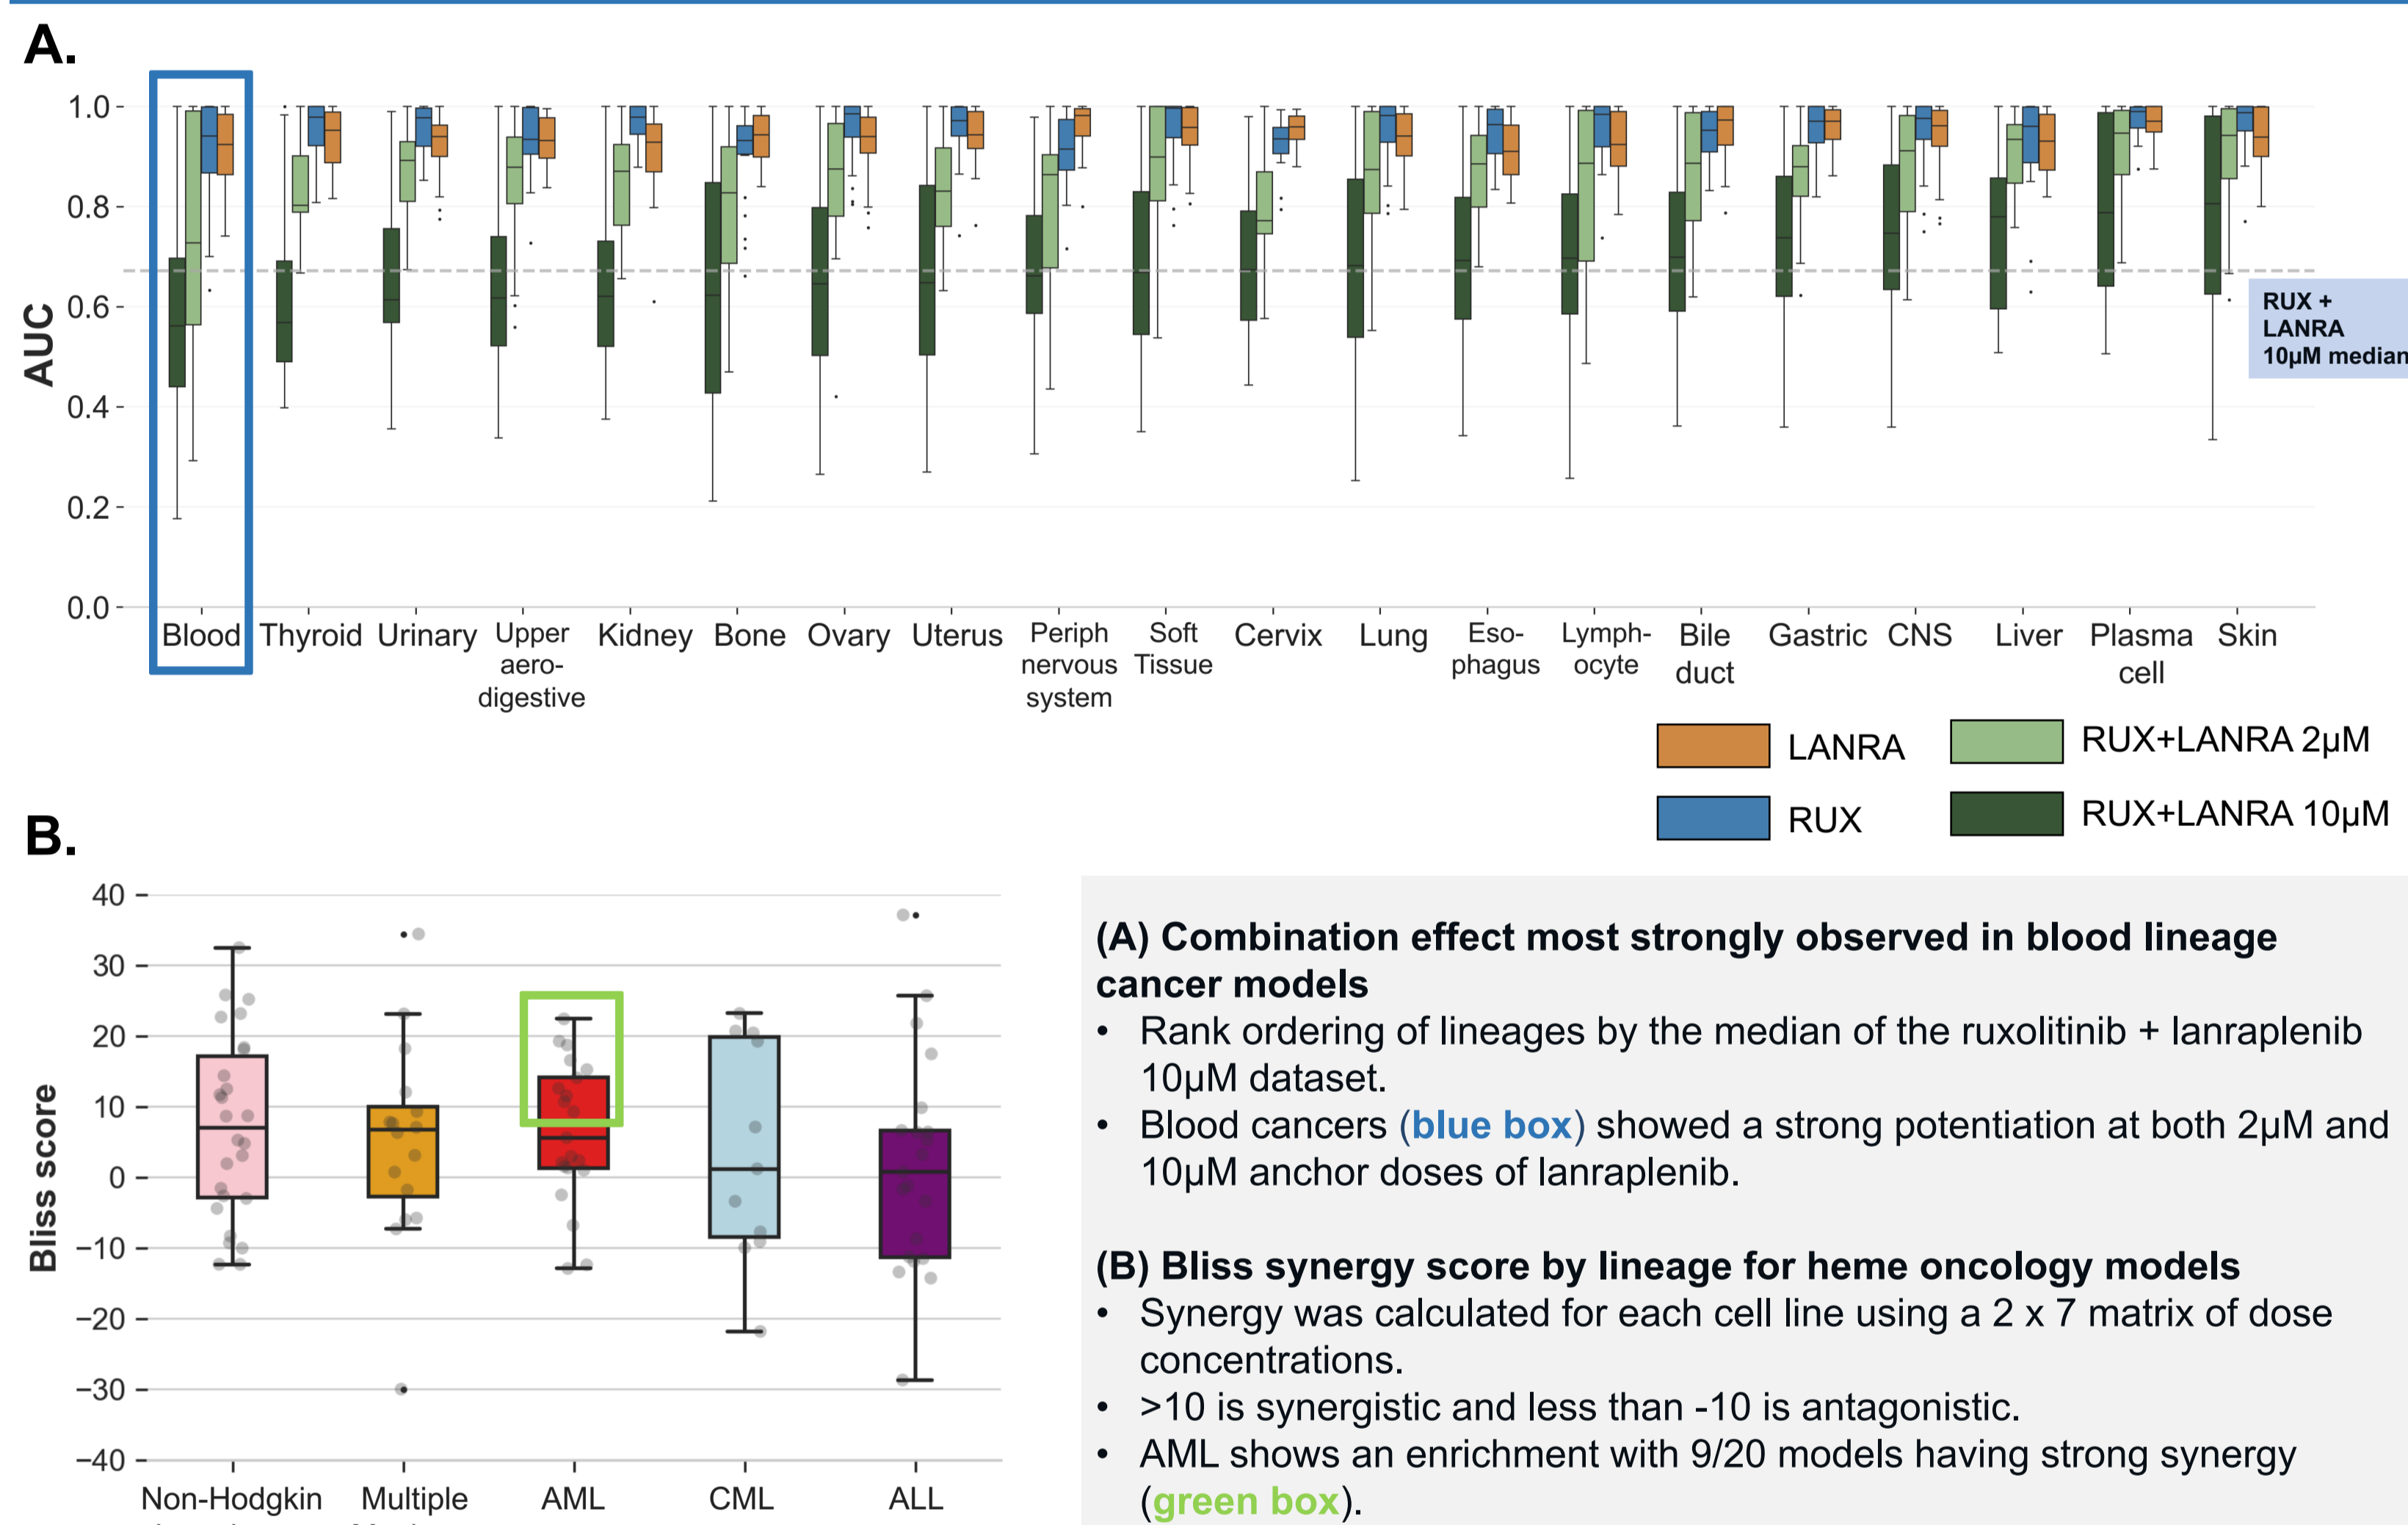 A.
1.0
0.8
0.6
0.4
0.2
0.0
AUC
RUX +
LANRA
10µM median
Blood
Thyroid
Urinary
Upper
aero-
digestive
Kidney
Bone
Ovary
Uterus
Periph
nervous
system
Soft
Tissue
Cervix
Lung
Eso-
phagus
Lymph-
ocyte
Bile
duct
Gastric
CNS
Liver
Plasma
cell
Skin
LANRA
RUX+LANRA 2µM
RUX
RUX+LANRA 10µM
B.
40
30
20
10
0
−10
−20
−30
−40
Bliss score
Non-Hodgkin
Multiple
AML
CML
ALL
(A) Combination effect most strongly observed in blood lineage
cancer models
• Rank ordering of lineages by the median of the ruxolitinib + lanraplenib
10µM dataset.
• Blood cancers (blue box) showed a strong potentiation at both 2µM and
10µM anchor doses of lanraplenib.
(B) Bliss synergy score by lineage for heme oncology models
• Synergy was calculated for each cell line using a 2 x 7 matrix of dose
concentrations.
• >10 is synergistic and less than -10 is antagonistic.
• AML shows an enrichment with 9/20 models having strong synergy
(green box).